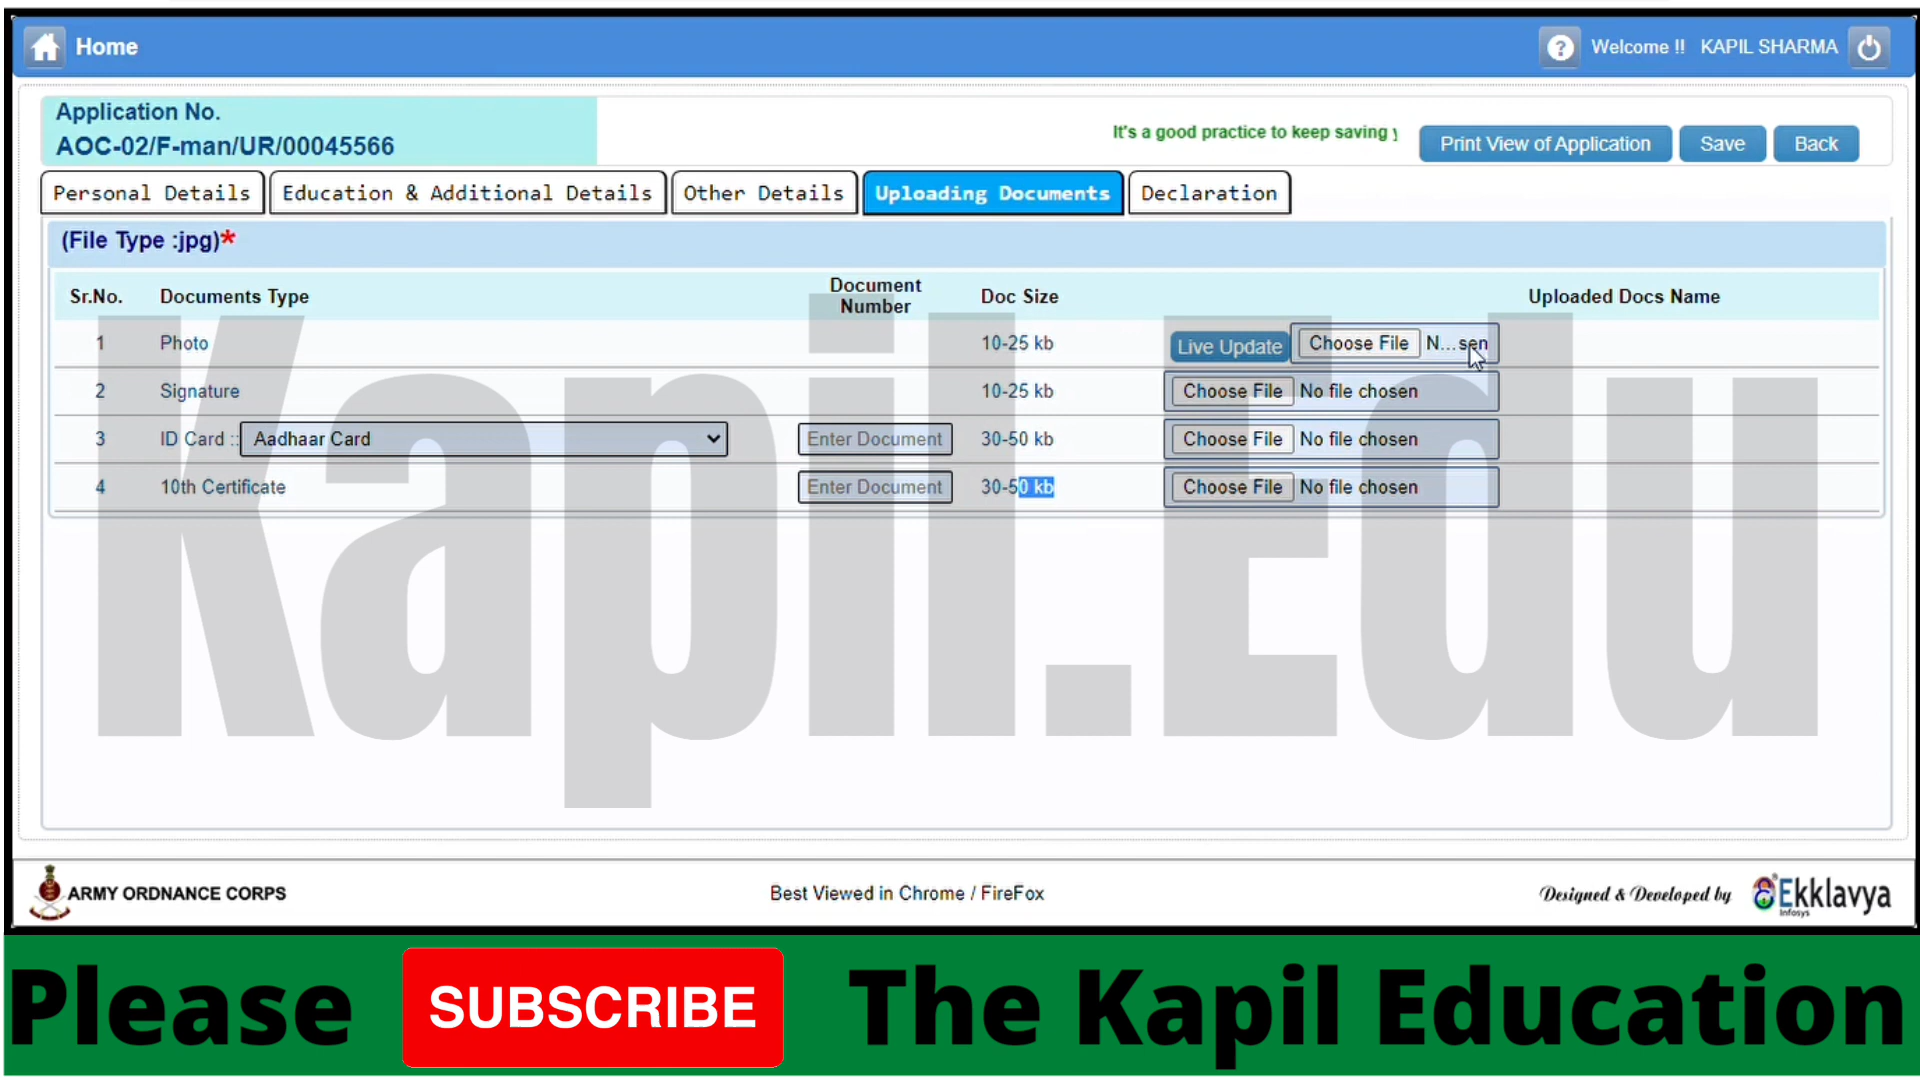 Home
Welcome !! KAPIL SHARMA
Application No.
AOC-02/F-man/UR/00045566
It's a good practice to keep saving y
Print View of Application
Save
Back
Personal Details
Education & Additional Details
Other Details
Uploading Documents
Declaration
(File Type :jpg)*
Sr.No. Documents Type Document Number Doc Size Uploaded Docs Name
1 Photo 10-25 kb Live Update Choose File N...sen
2 Signature 10-25 kb Choose File No file chosen
3 ID Card :: Aadhaar Card Enter Document 30-50 kb Choose File No file chosen
4 10th Certificate Enter Document 30-50 kb Choose File No file chosen
Kapil.Edu
ARMY ORDNANCE CORPS
Best Viewed in Chrome / FireFox
Designed & Developed by
Ekklavya
Infosys
Please SUBSCRIBE The Kapil Education